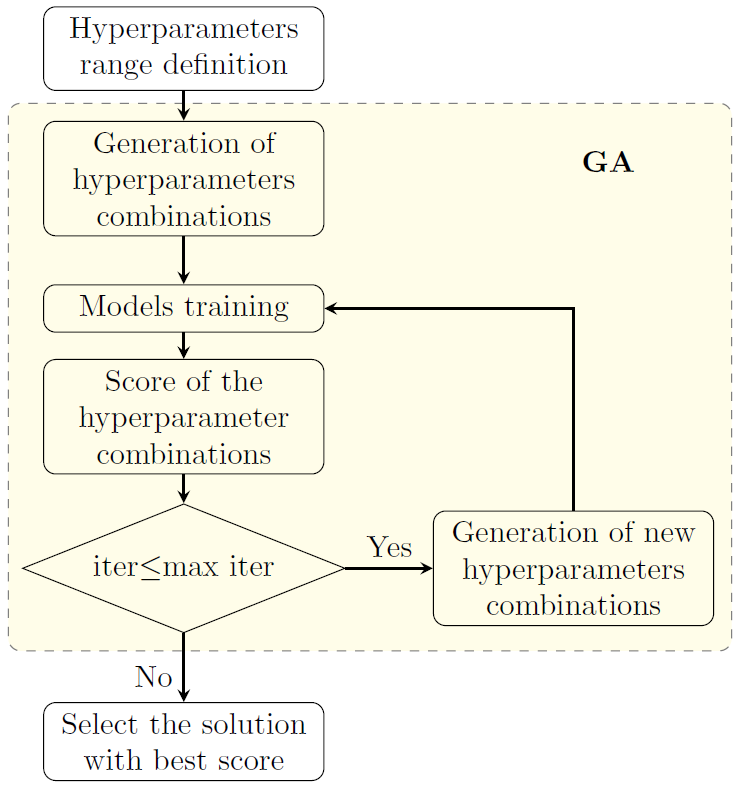 Hyperparameters
range definition
GA
Generation of
hyperparameters
combinations
Models training
Score of the
hyperparameter
combinations
iter≤max iter
Yes
Generation of new
hyperparameters
combinations
No
Select the solution
with best score